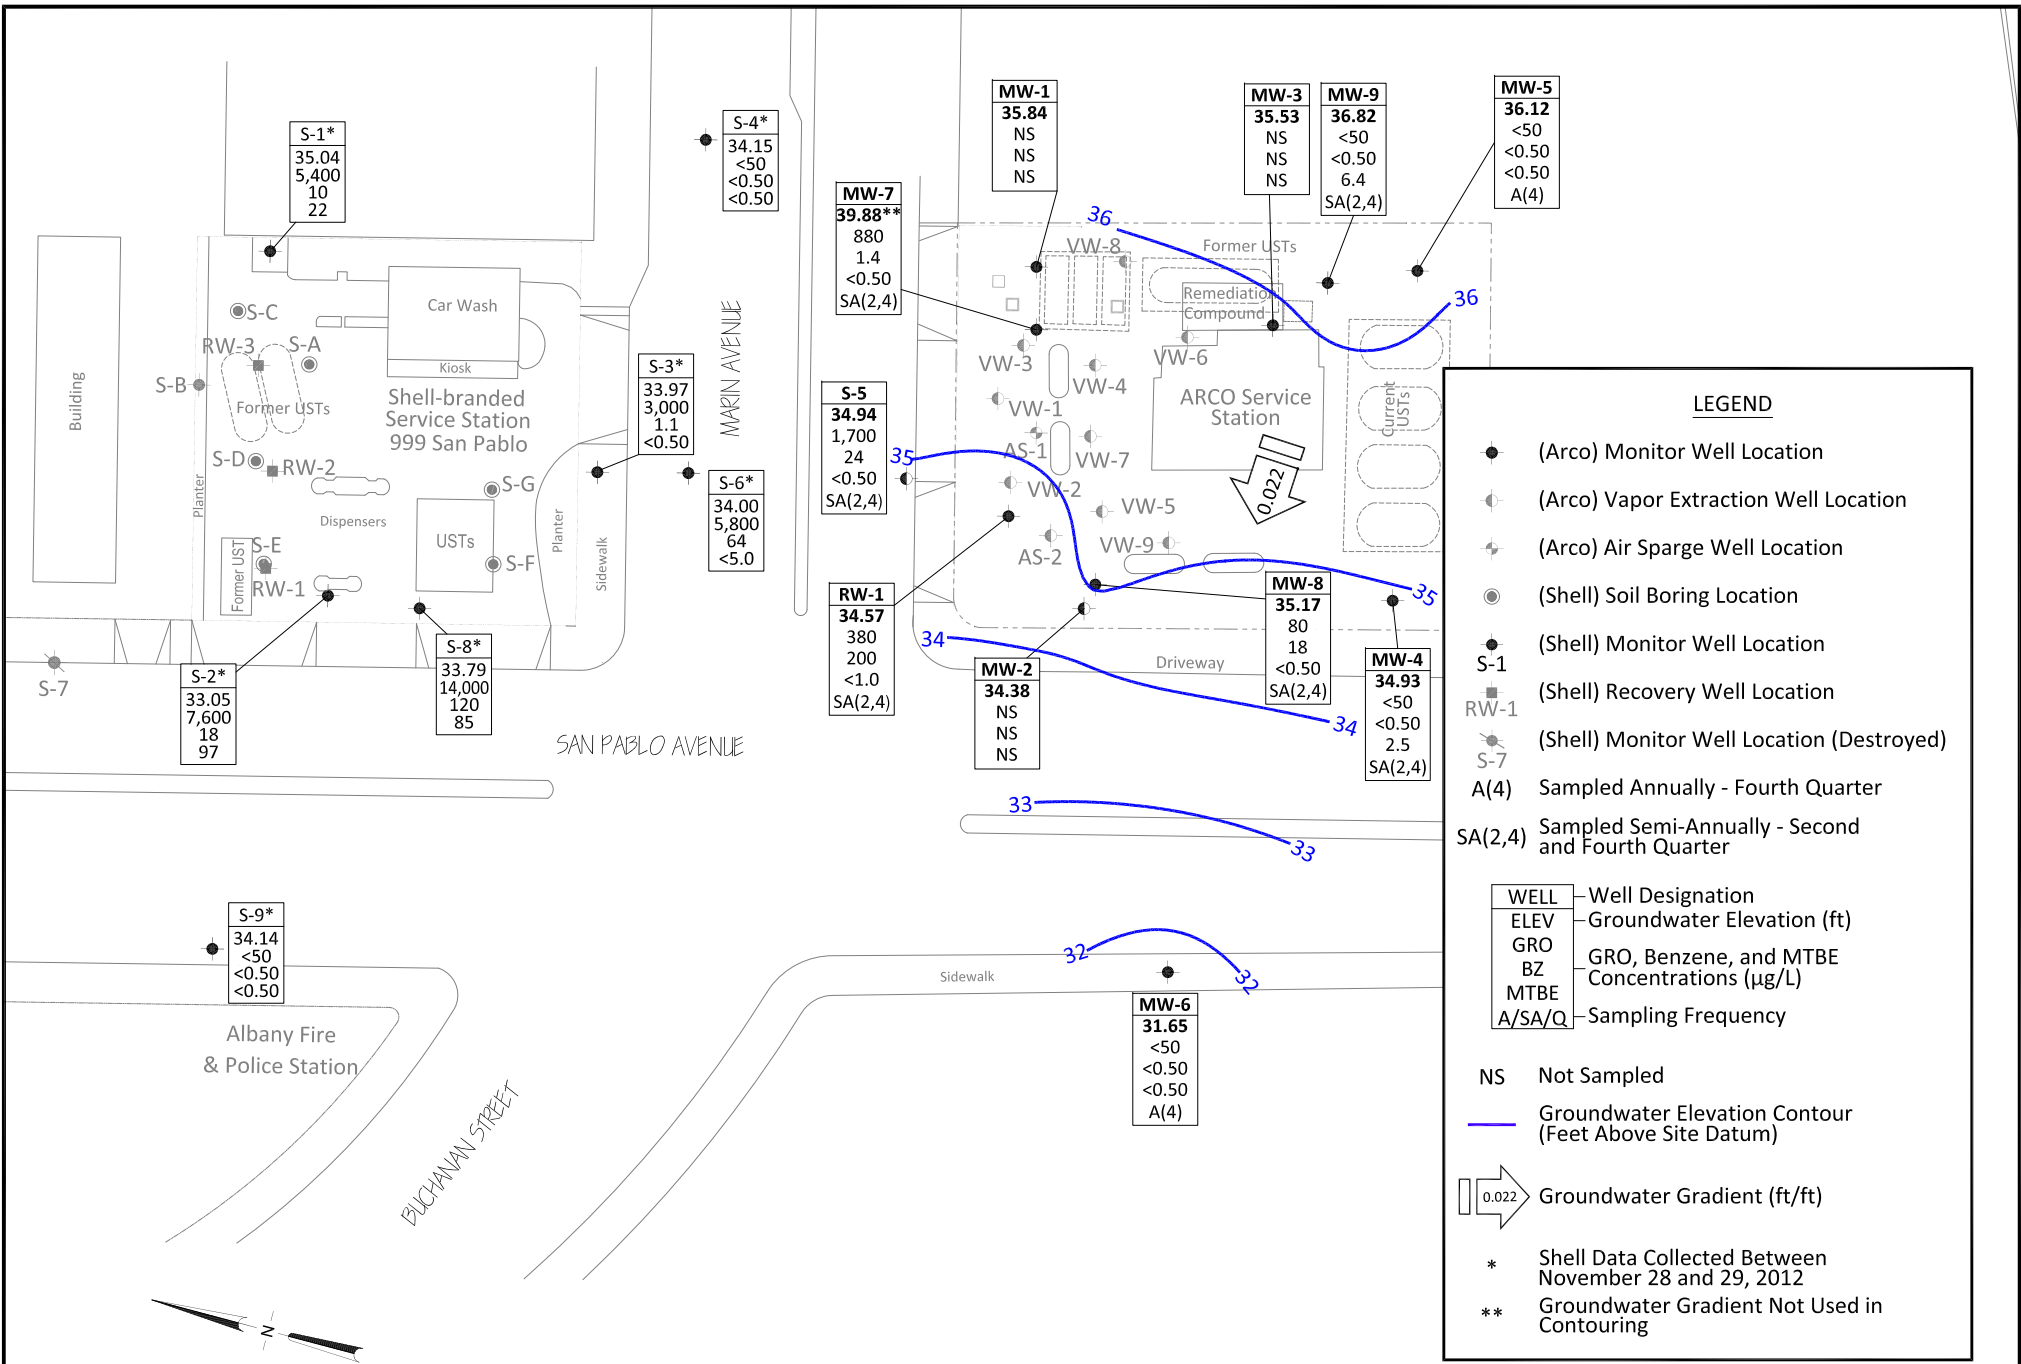 S-1*
35.04
5,400
10
22
S-4*
34.15
<50
<0.50
<0.50
MW-1
35.84
NS
NS
NS
MW-3
35.53
NS
NS
NS
MW-9
36.82
<50
<0.50
6.4
SA(2,4)
MW-5
36.12
<50
<0.50
<0.50
A(4)
MW-7
39.88**
880
1.4
<0.50
SA(2,4)
36
VW-8
Former USTs
Remediation
Compound
36
VW-3
VW-4
VW-6
VW-1
AS-1
VW-7
VW-2
VW-5
AS-2
VW-9
ARCO Service
Station
Current
USTs
0.022
Building
Planter
S-C
RW-3
S-A
S-B
Former USTs
S-D
RW-2
Car Wash
Kiosk
Shell-branded
Service Station
999 San Pablo
S-G
Dispensers
USTs
S-F
Former UST
S-E
RW-1
Planter
Sidewalk
MARIN AVENUE
S-3*
33.97
3,000
1.1
<0.50
S-6*
34.00
5,800
64
<5.0
S-5
34.94
1,700
24
<0.50
SA(2,4)
35
35
RW-1
34.57
380
200
<1.0
SA(2,4)
MW-8
35.17
80
18
<0.50
SA(2,4)
MW-2
34.38
NS
NS
NS
MW-4
34.93
<50
<0.50
2.5
SA(2,4)
34
34
Driveway
S-7
S-2*
33.05
7,600
18
97
S-8*
33.79
14,000
120
85
SAN PABLO AVENUE
33
33
S-9*
34.14
<50
<0.50
<0.50
Albany Fire
& Police Station
BUCHANAN STREET
Sidewalk
32
32
MW-6
31.65
<50
<0.50
<0.50
A(4)
N
LEGEND
(Arco) Monitor Well Location
(Arco) Vapor Extraction Well Location
(Arco) Air Sparge Well Location
(Shell) Soil Boring Location
S-1 (Shell) Monitor Well Location
RW-1 (Shell) Recovery Well Location
S-7 (Shell) Monitor Well Location (Destroyed)
A(4) Sampled Annually - Fourth Quarter
SA(2,4) Sampled Semi-Annually - Second
and Fourth Quarter
WELL Well Designation
ELEV Groundwater Elevation (ft)
GRO
BZ
MTBE
GRO, Benzene, and MTBE
Concentrations (µg/L)
A/SA/Q Sampling Frequency
NS Not Sampled
Groundwater Elevation Contour
(Feet Above Site Datum)
0.022 Groundwater Gradient (ft/ft)
* Shell Data Collected Between
November 28 and 29, 2012
** Groundwater Gradient Not Used in
Contouring